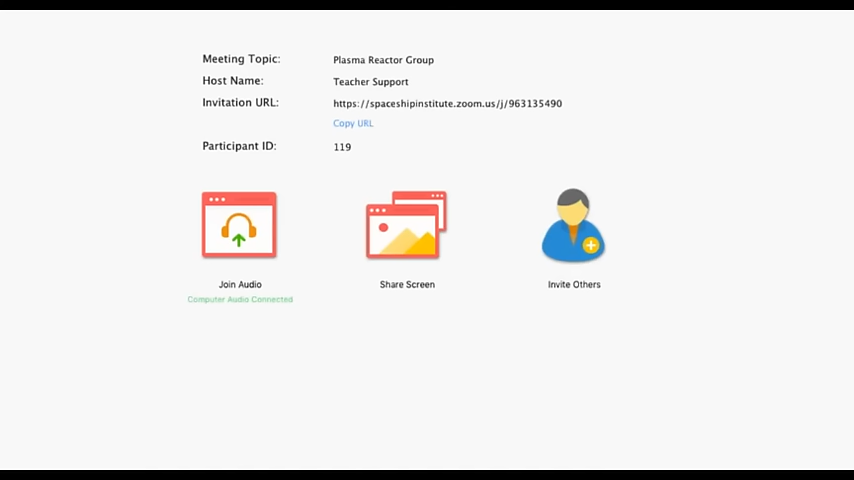 Meeting Topic: Plasma Reactor Group
Host Name: Teacher Support
Invitation URL: https://spaceshipinstitute.zoom.us/j/963135490
Copy URL
Participant ID: 119
Join Audio Share Screen Invite Others
Computer Audio Connected